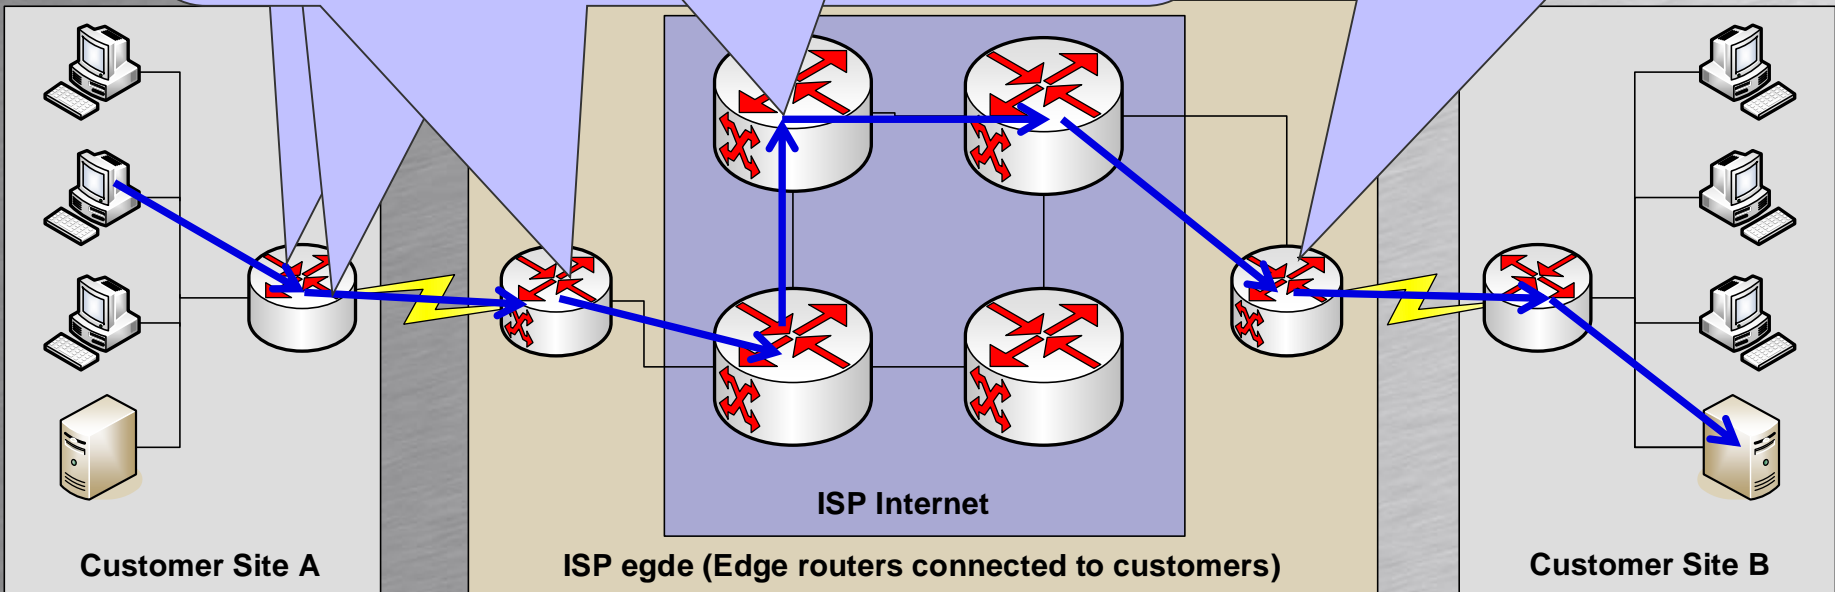 ISP Internet
Customer Site A
ISP egde (Edge routers connected to customers)
Customer Site B